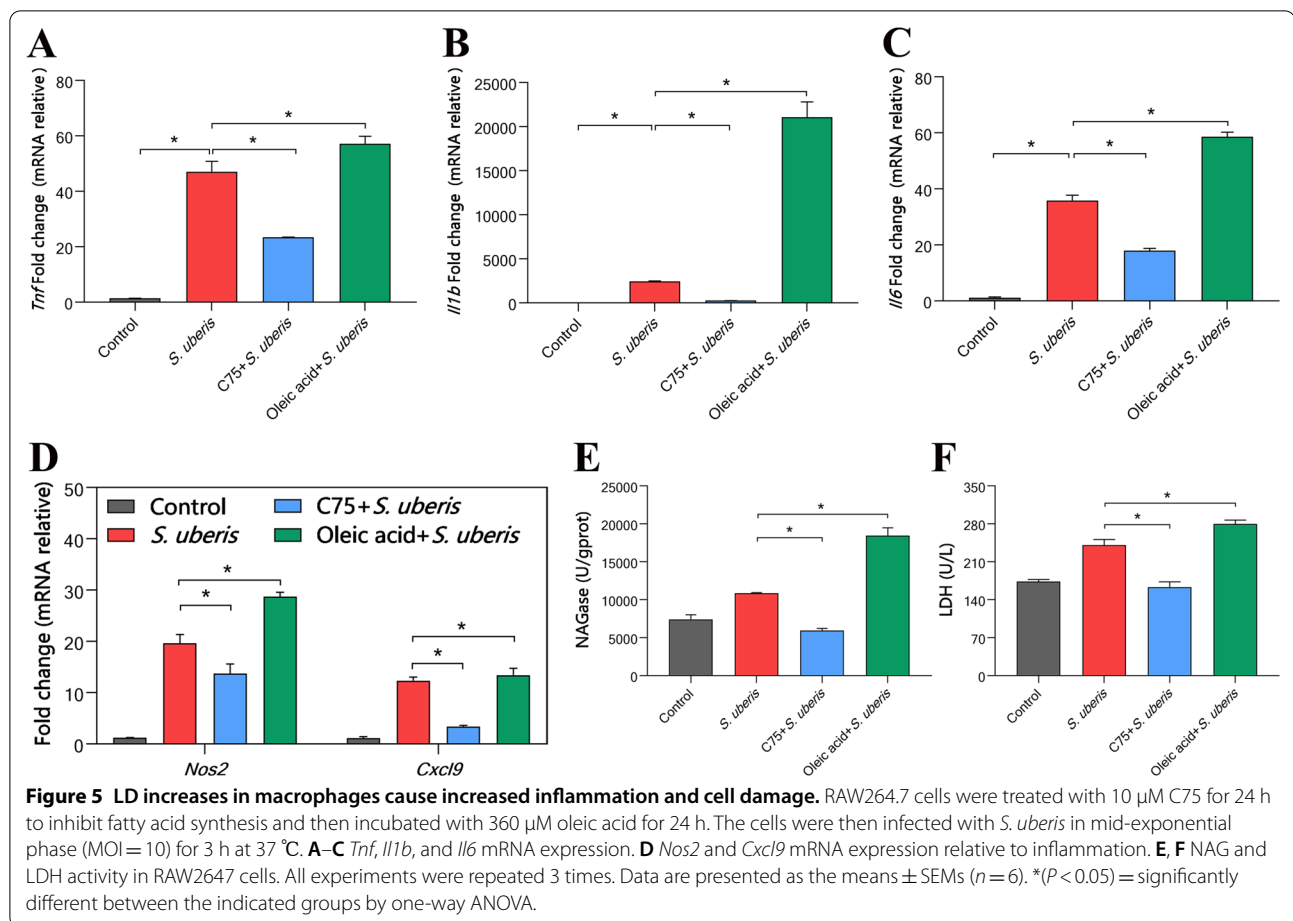 A
Tnf Fold change (mRNA relative)
80
60
40
20
0
*
*
*
Control
S. uberis
C75+S. uberis
Oleic acid+S. uberis
B
Il1b Fold change (mRNA relative)
25000
20000
15000
10000
5000
0
*
*
*
Control
S. uberis
C75+S. uberis
Oleic acid+S. uberis
C
Il6 Fold change (mRNA relative)
80
60
40
20
0
*
*
*
Control
S. uberis
C75+S. uberis
Oleic acid+S. uberis
D
Fold change (mRNA relative)
50
40
30
20
10
0
Control
S. uberis
C75+S. uberis
Oleic acid+S. uberis
*
*
*
*
Nos2
Cxcl9
E
NAGase (U/gprot)
25000
20000
15000
10000
5000
0
*
*
Control
S. uberis
C75+S. uberis
Oleic acid+S. uberis
F
LDH (U/L)
350
280
210
140
70
0
*
*
Control
S. uberis
C75+S. uberis
Oleic acid+S. uberis
Figure 5 LD increases in macrophages cause increased inflammation and cell damage. RAW264.7 cells were treated with 10 μM C75 for 24 h
to inhibit fatty acid synthesis and then incubated with 360 μM oleic acid for 24 h. The cells were then infected with S. uberis in mid-exponential
phase (MOI = 10) for 3 h at 37 ℃. A–C Tnf, Il1b, and Il6 mRNA expression. D Nos2 and Cxcl9 mRNA expression relative to inflammation. E, F NAG and
LDH activity in RAW2647 cells. All experiments were repeated 3 times. Data are presented as the means ± SEMs (n = 6). *(P < 0.05) = significantly
different between the indicated groups by one-way ANOVA.